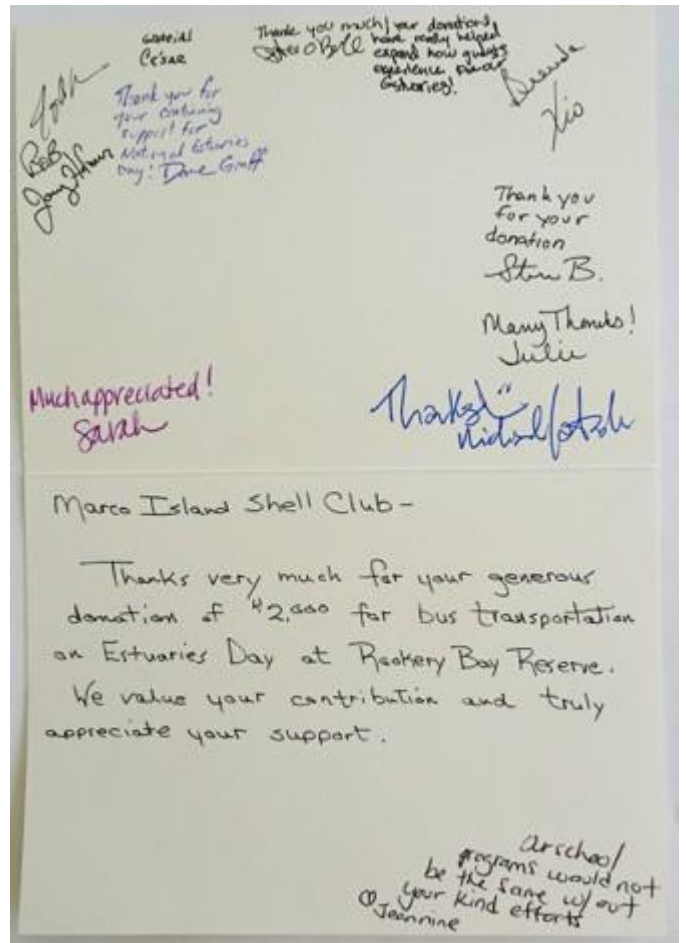 Cesar
Thank you much! your donations
have really helped
expand how guests
experience
Estuaries!
Brenda
Xio
Josh
Bob
Thank you for
your continuing
support for
National Estuaries
Day! Dave Graff
Thank you
for your
donation
Steve B.
Many Thanks!
Julie
Much appreciated!
Sarah
Thanks!
Marco Island Shell Club -
Thanks very much for your generous
donation of $2,000 for bus transportation
on Estuaries Day at Rookery Bay Reserve.
We value your contribution and truly
appreciate your support.
Our school
programs would not
be the same w/out
your kind efforts
Jeannine